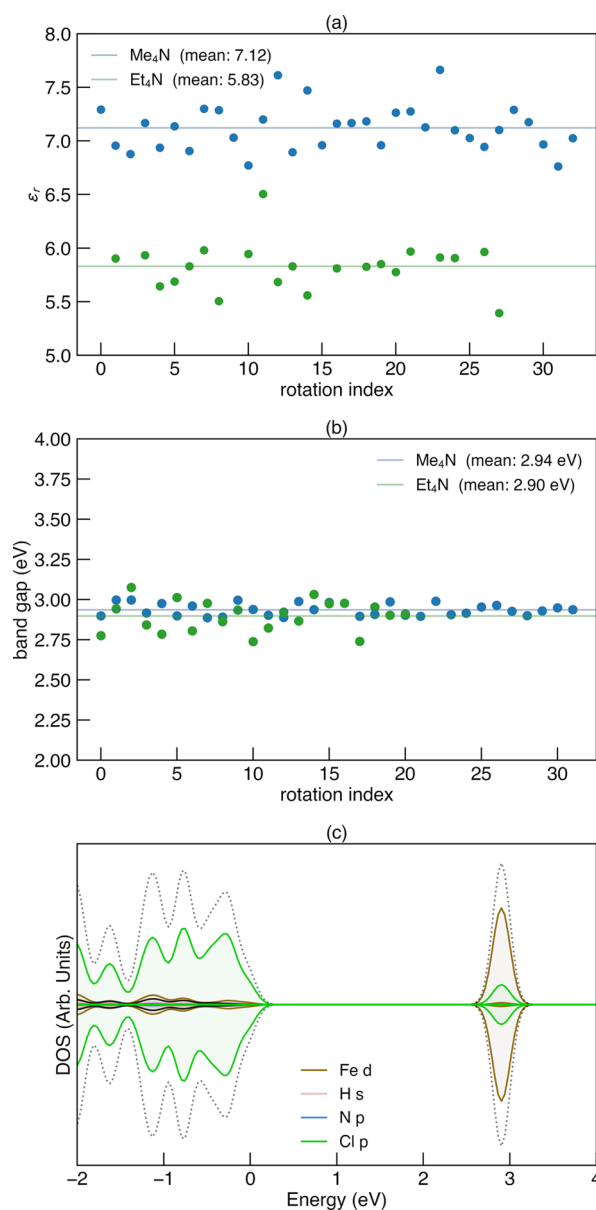 (a)
Me₄N (mean: 7.12)
Et₄N (mean: 5.83)
8.0
7.5
7.0
6.5
6.0
5.5
5.0
εᵣ
0 5 10 15 20 25 30
rotation index
(b)
Me₄N (mean: 2.94 eV)
Et₄N (mean: 2.90 eV)
4.00
3.75
3.50
3.25
3.00
2.75
2.50
2.25
2.00
band gap (eV)
0 5 10 15 20 25 30
rotation index
(c)
DOS (Arb. Units)
Fe d
H s
N p
Cl p
−2 −1 0 1 2 3 4
Energy (eV)